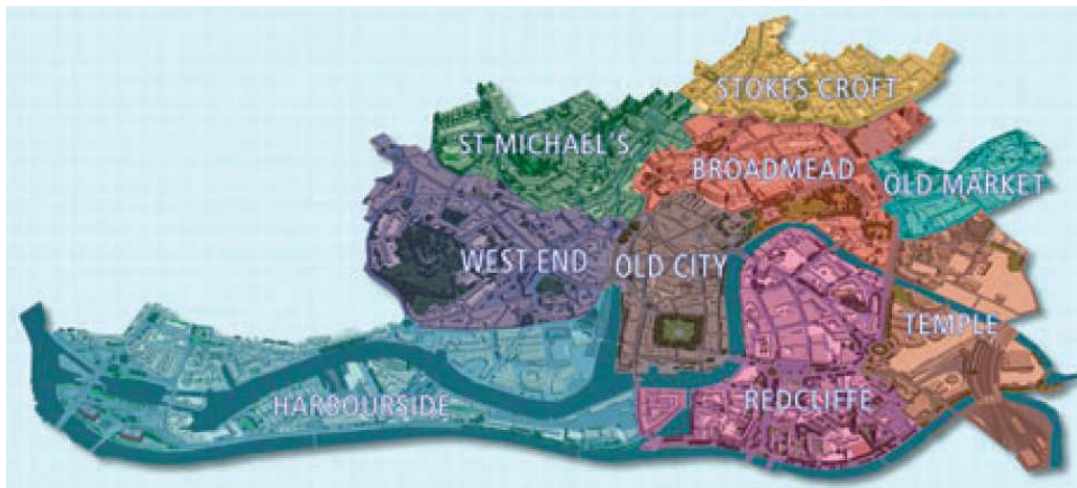 STOKES CROFT
ST MICHAEL'S
BROADMEAD
OLD MARKET
WEST END
OLD CITY
TEMPLE
HARBOURSIDE
REDCLIFFE